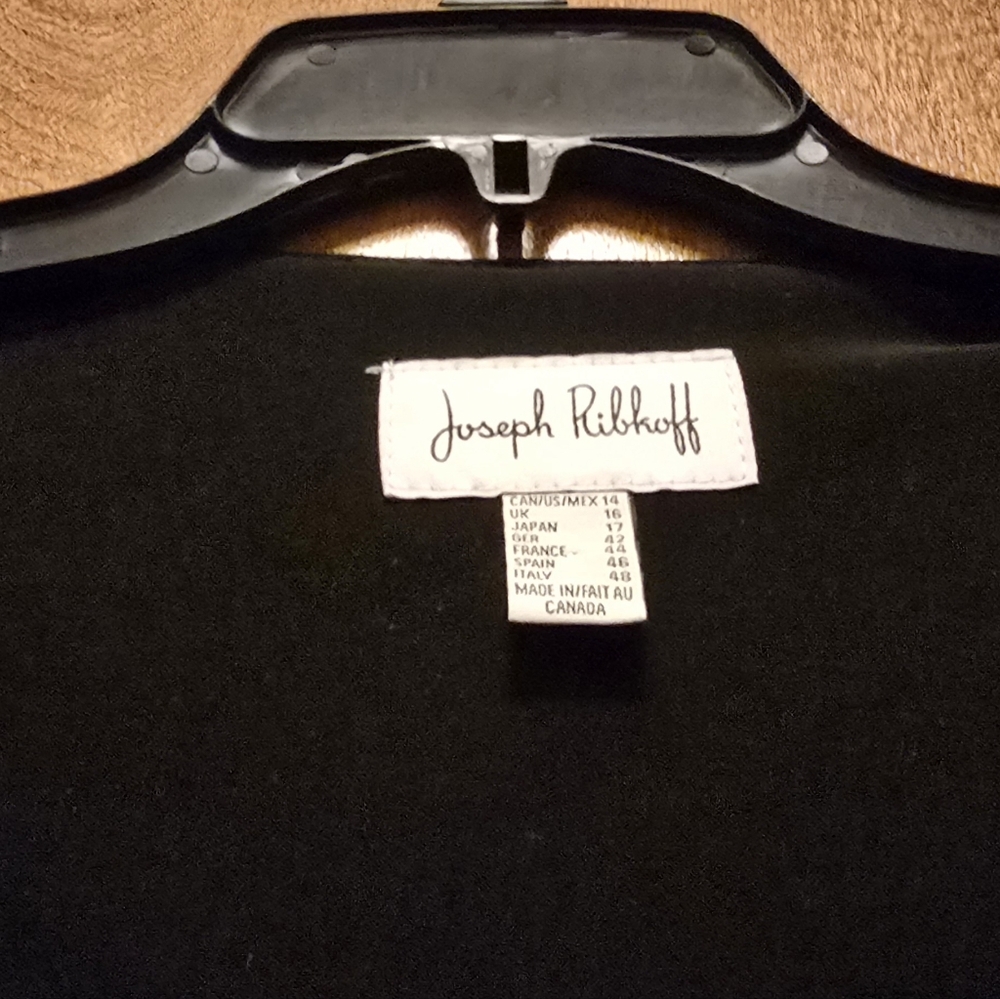 Joseph Ribkoff
CAN/US/MEX 14
UK 16
JAPAN 17
GER 42
FRANCE 44
SPAIN 46
ITALY 48
MADE IN/FAIT AU
CANADA